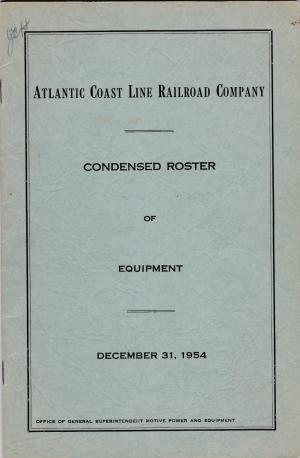 ATLANTIC COAST LINE RAILROAD COMPANY
CONDENSED ROSTER
OF
EQUIPMENT
DECEMBER 31, 1954
OFFICE OF GENERAL SUPERINTENDENT MOTIVE POWER AND EQUIPMENT